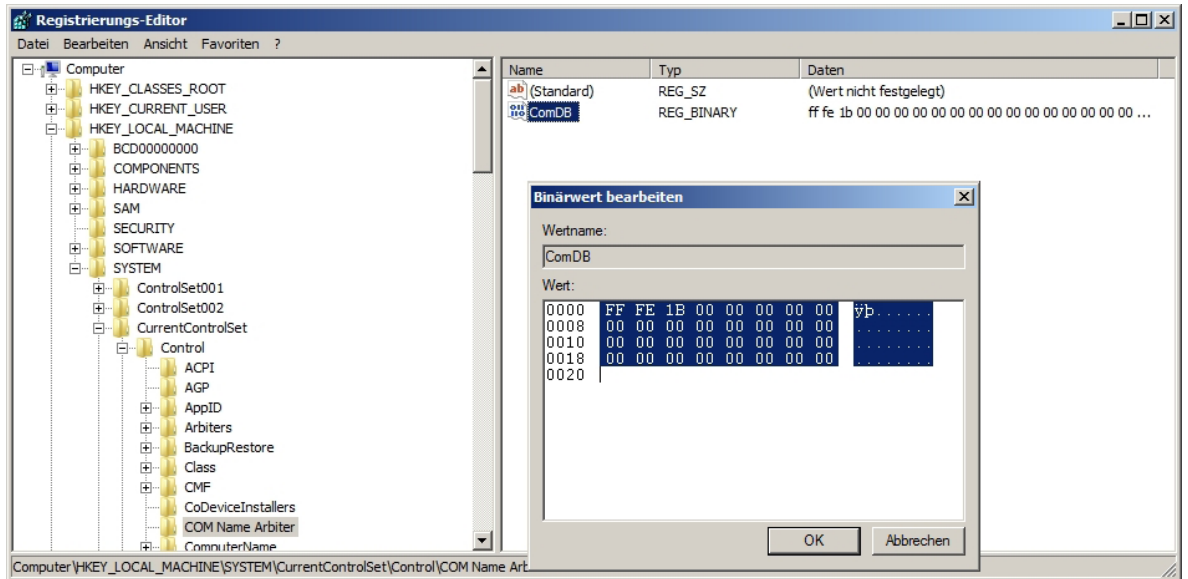 Registrierungs-Editor
Datei Bearbeiten Ansicht Favoriten ?
Computer
HKEY_CLASSES_ROOT
HKEY_CURRENT_USER
HKEY_LOCAL_MACHINE
BCD00000000
COMPONENTS
HARDWARE
SAM
SECURITY
SOFTWARE
SYSTEM
ControlSet001
ControlSet002
CurrentControlSet
Control
ACPI
AGP
AppID
Arbiters
BackupRestore
Class
CMF
CoDeviceInstallers
COM Name Arbiter
ComputerName
Name Typ Daten
(Standard) REG_SZ (Wert nicht festgelegt)
ComDB REG_BINARY ff fe 1b 00 00 00 00 00 00 00 00 00 00 00 00 00 00 00 ...
Binärwert bearbeiten
Wertname:
ComDB
Wert:
0000 FF FE 1B 00 00 00 00 00 ÿþ......
0008 00 00 00 00 00 00 00 00 ........
0010 00 00 00 00 00 00 00 00 ........
0018 00 00 00 00 00 00 00 00 ........
0020
OK Abbrechen
Computer\HKEY_LOCAL_MACHINE\SYSTEM\CurrentControlSet\Control\COM Name Arb